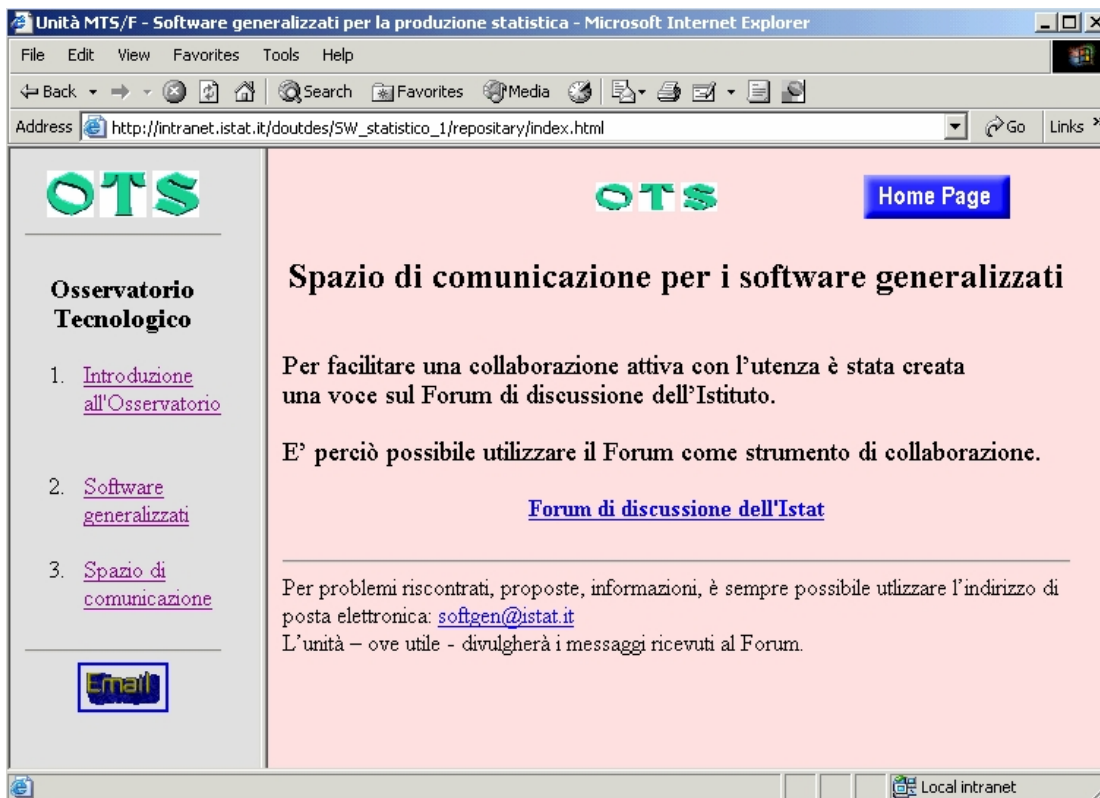 Unità MTS/F - Software generalizzati per la produzione statistica - Microsoft Internet Explorer
File Edit View Favorites Tools Help
Back Search Favorites Media
Address http://intranet.istat.it/doutdes/SW_statistico_1/repositary/index.html Go Links »
OTS
Osservatorio
Tecnologico
1. Introduzione
all'Osservatorio
2. Software
generalizzati
3. Spazio di
comunicazione
Email
OTS Home Page
Spazio di comunicazione per i software generalizzati
Per facilitare una collaborazione attiva con l'utenza è stata creata
una voce sul Forum di discussione dell'Istituto.
E' perciò possibile utilizzare il Forum come strumento di collaborazione.
Forum di discussione dell'Istat
Per problemi riscontrati, proposte, informazioni, è sempre possibile utlizzare l'indirizzo di
posta elettronica: softgen@istat.it
L'unità – ove utile - divulgherà i messaggi ricevuti al Forum.
Local intranet